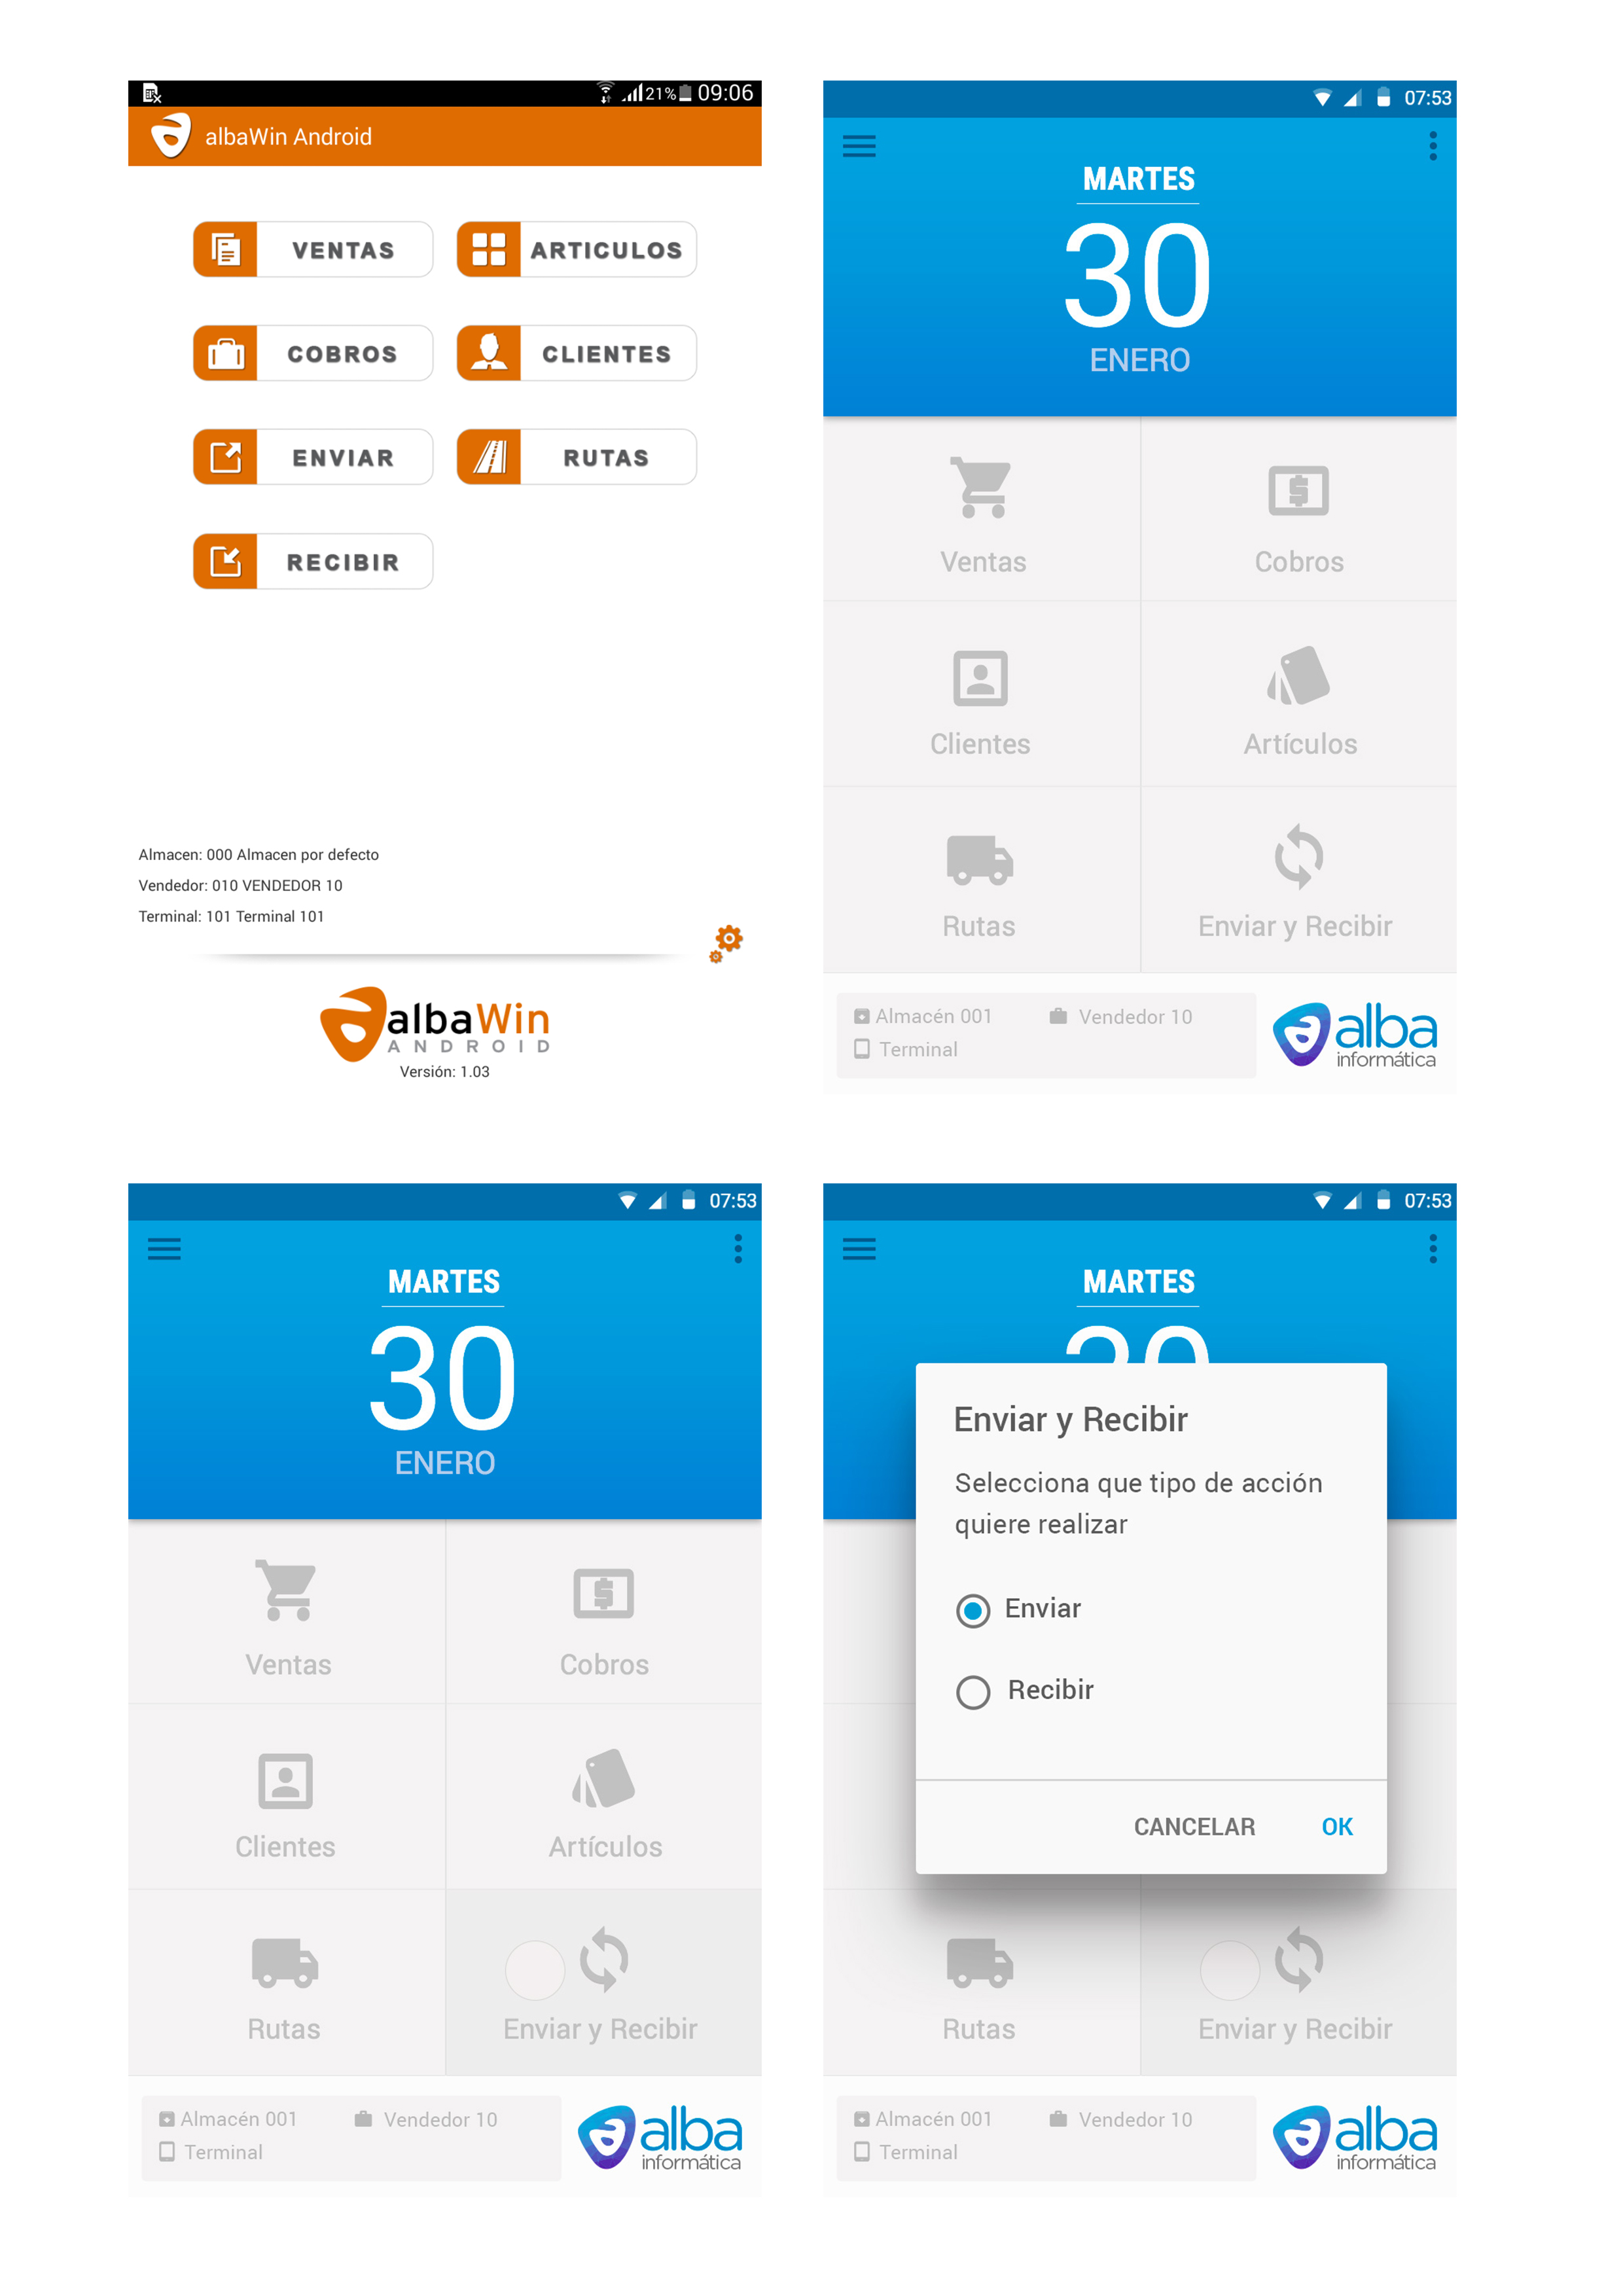 21% 09:06
albaWin Android
VENTAS ARTICULOS
COBROS CLIENTES
ENVIAR RUTAS
RECIBIR
Almacen: 000 Almacen por defecto
Vendedor: 010 VENDEDOR 10
Terminal: 101 Terminal 101
albaWin
ANDROID
Versión: 1.03
07:53
MARTES
30
ENERO
Ventas Cobros
Clientes Artículos
Rutas Enviar y Recibir
Almacén 001 Vendedor 10
Terminal
alba
informática
07:53
MARTES
30
ENERO
Ventas Cobros
Clientes Artículos
Rutas Enviar y Recibir
Almacén 001 Vendedor 10
Terminal
alba
informática
07:53
MARTES
30
Enviar y Recibir
Selecciona que tipo de acción
quiere realizar
Enviar
Recibir
CANCELAR OK
Rutas Enviar y Recibir
Almacén 001 Vendedor 10
Terminal
alba
informática